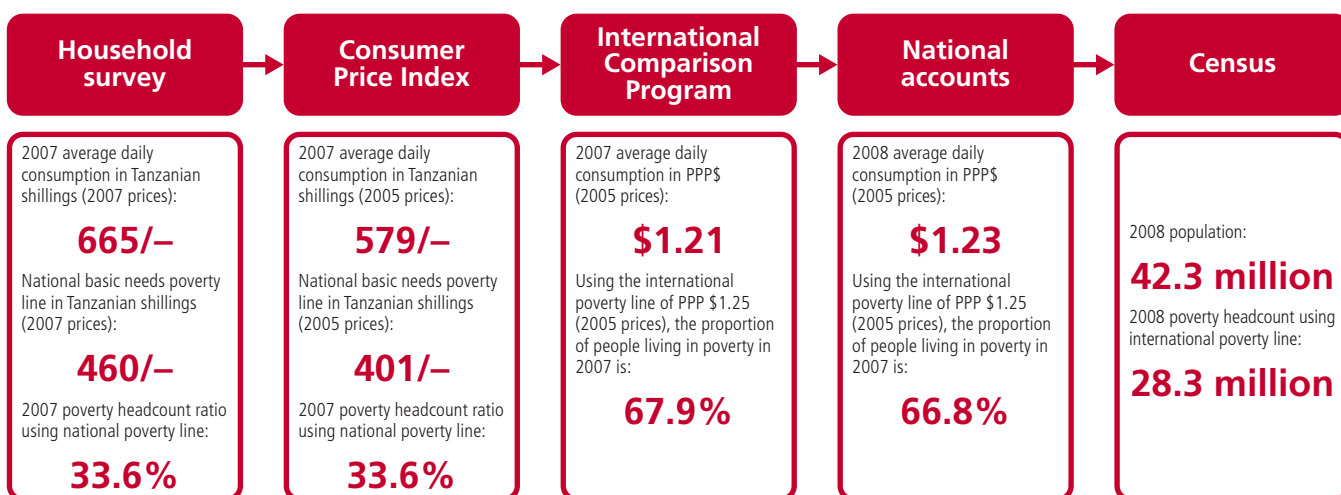 Household
survey
Consumer
Price Index
International
Comparison
Program
National
accounts
Census
2007 average daily
consumption in Tanzanian
shillings (2007 prices):
665/–
National basic needs poverty
line in Tanzanian shillings
(2007 prices):
460/–
2007 poverty headcount ratio
using national poverty line:
33.6%
2007 average daily
consumption in Tanzanian
shillings (2005 prices):
579/–
National basic needs poverty
line in Tanzanian shillings
(2005 prices):
401/–
2007 poverty headcount ratio
using national poverty line:
33.6%
2007 average daily
consumption in PPP$
(2005 prices):
$1.21
Using the international
poverty line of PPP $1.25
(2005 prices), the proportion
of people living in poverty in
2007 is:
67.9%
2008 average daily
consumption in PPP$
(2005 prices):
$1.23
Using the international
poverty line of PPP $1.25
(2005 prices), the proportion
of people living in poverty in
2007 is:
66.8%
2008 population:
42.3 million
2008 poverty headcount using
international poverty line:
28.3 million